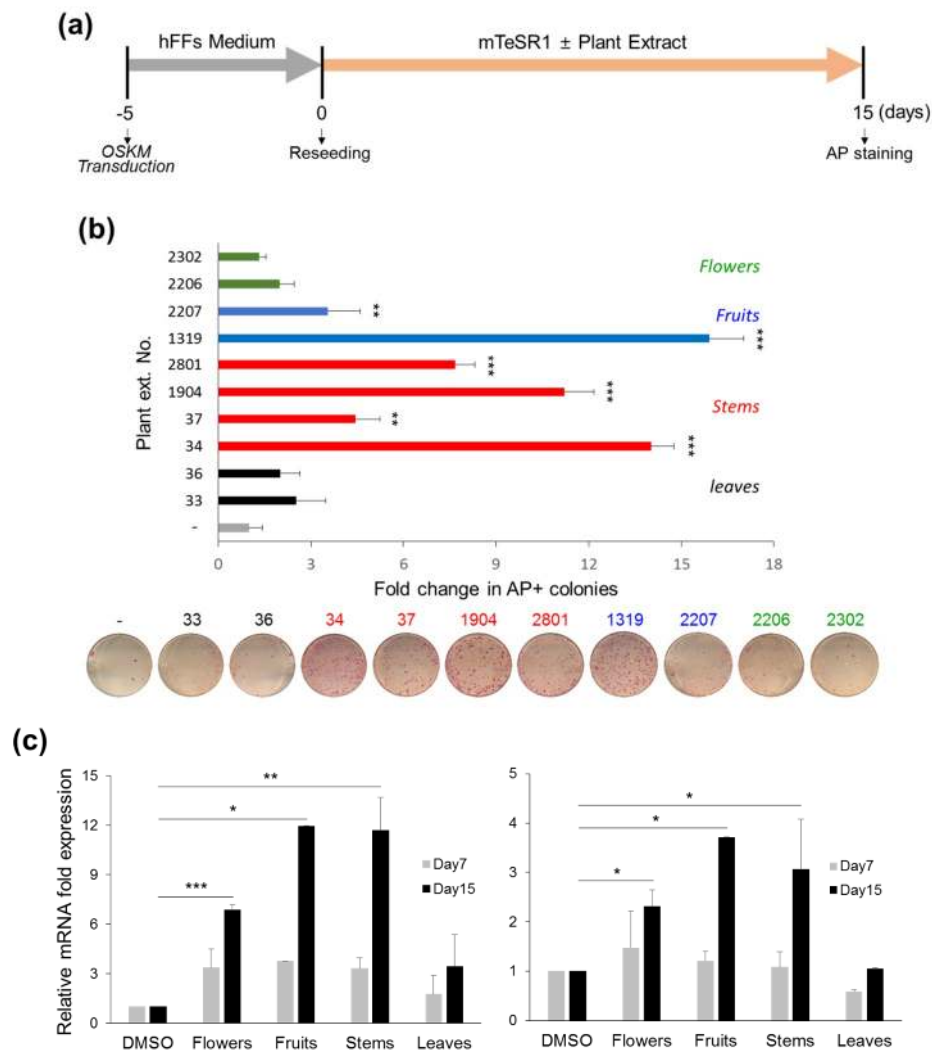 (a)
hFFs Medium
mTeSR1 ± Plant Extract
-5
0
15 (days)
OSKM
Transduction
Reseeding
AP staining
(b)
Plant ext. No.
2302
Flowers
2206
2207
**
Fruits
1319
***
2801
***
1904
***
Stems
37
**
34
***
36
leaves
33
-
0 3 6 9 12 15 18
Fold change in AP+ colonies
- 33 36 34 37 1904 2801 1319 2207 2206 2302
(c)
Relative mRNA fold expression
15
12
9
6
3
0
**
*
***
Day7
Day15
DMSO Flowers Fruits Stems Leaves
5
4
3
2
1
0
*
*
*
Day7
Day15
DMSO Flowers Fruits Stems Leaves